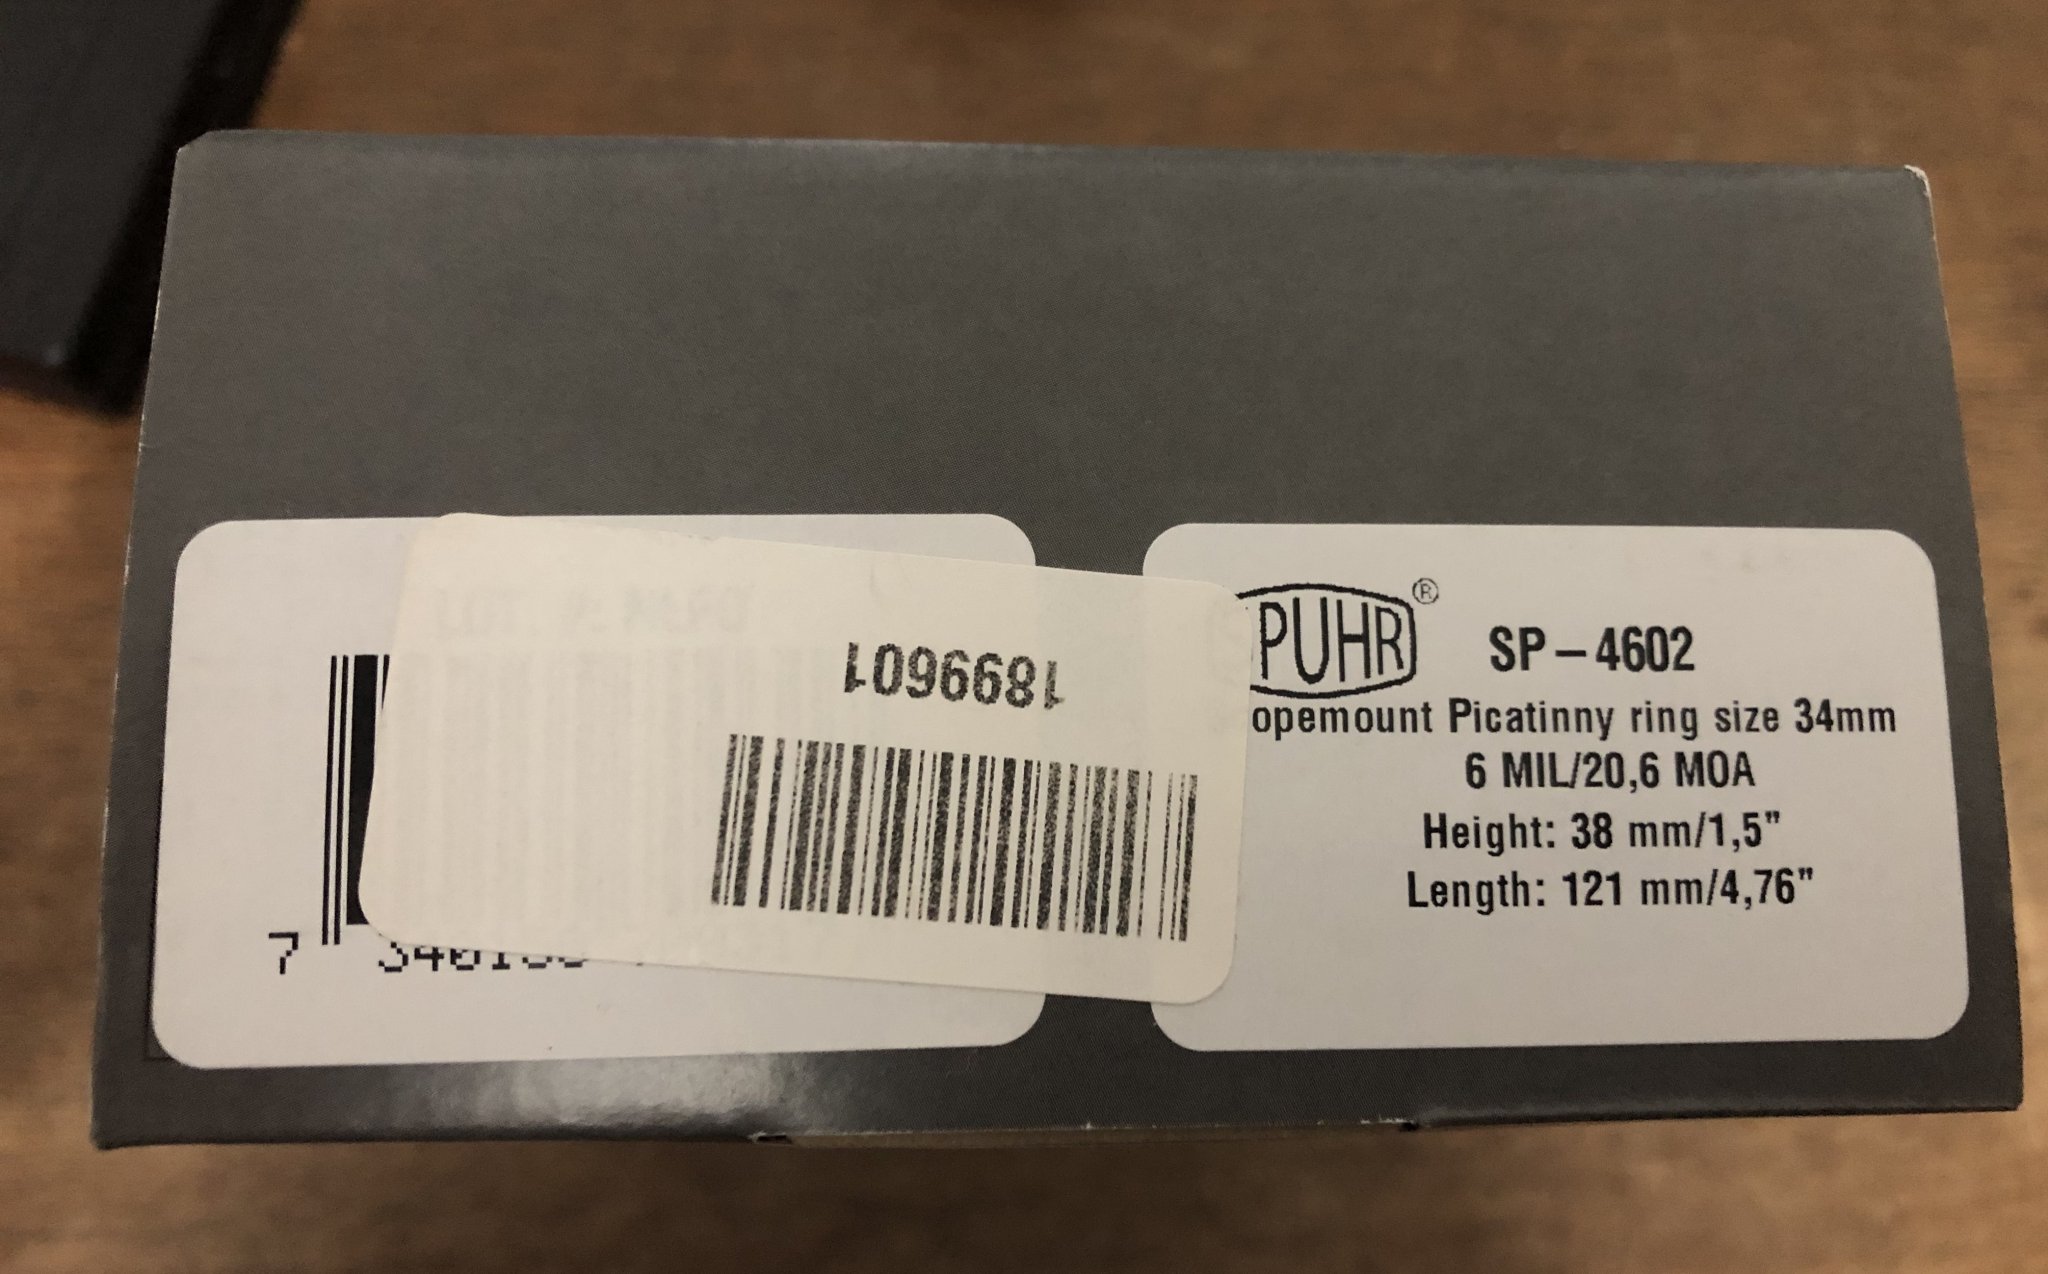 1899601
PUHR®
SP-4602
opemount Picatinny ring size 34mm
6 MIL/20,6 MOA
Height: 38 mm/1,5"
Length: 121 mm/4,76"
7